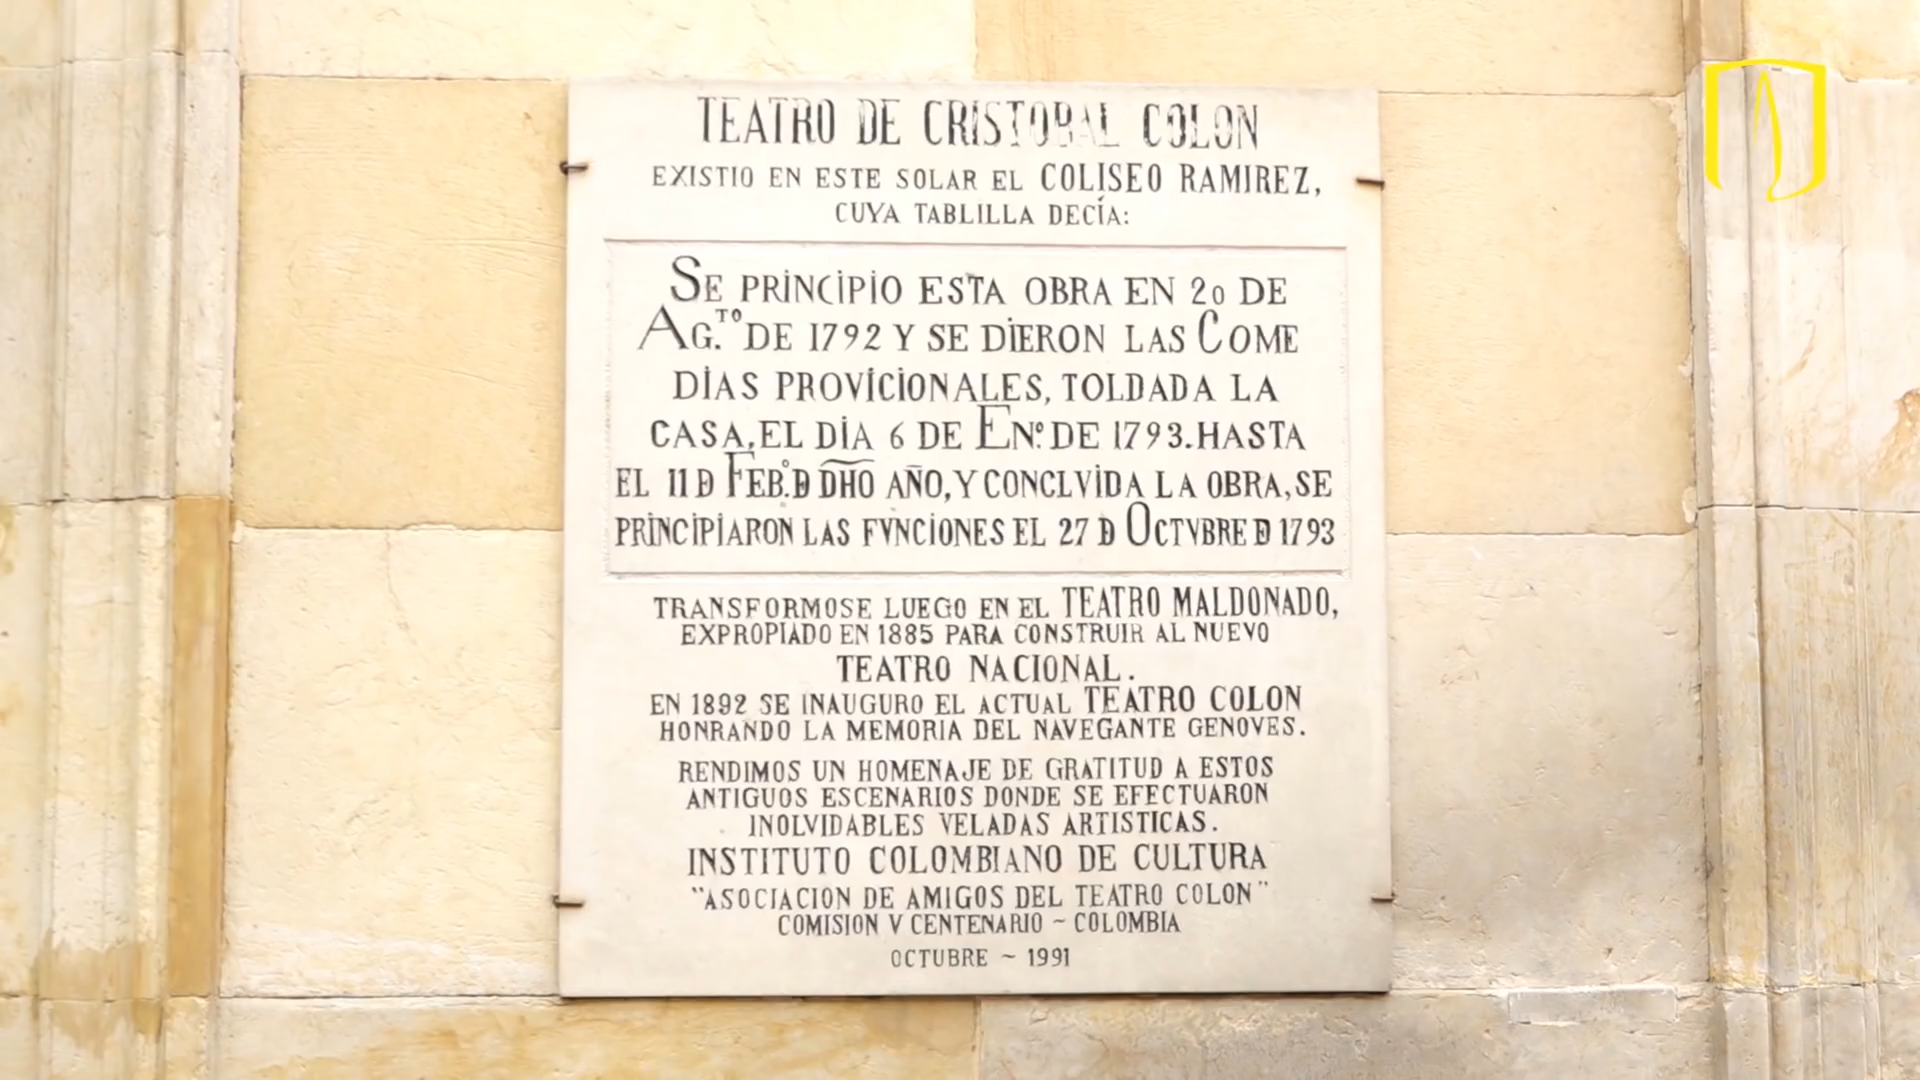 TEATRO DE CRISTOBAL COLON
EXISTIO EN ESTE SOLAR EL COLISEO RAMIREZ,
CUYA TABLILLA DECÍA:
SE PRINCIPIO ESTA OBRA EN 20 DE
AG.TO DE 1792 Y SE DIERON LAS COME
DIAS PROVICIONALES, TOLDADA LA
CASA, EL DIA 6 DE ENº. DE 1793. HASTA
EL 11 D FEBº. D DHO AÑO, Y CONCLVIDA LA OBRA, SE
PRINCIPIARON LAS FVNCIONES EL 27 D OCTVBRE D 1793
TRANSFORMOSE LUEGO EN EL TEATRO MALDONADO,
EXPROPIADO EN 1885 PARA CONSTRUIR AL NUEVO
TEATRO NACIONAL.
EN 1892 SE INAUGURO EL ACTUAL TEATRO COLON
HONRANDO LA MEMORIA DEL NAVEGANTE GENOVES.
RENDIMOS UN HOMENAJE DE GRATITUD A ESTOS
ANTIGUOS ESCENARIOS DONDE SE EFECTUARON
INOLVIDABLES VELADAS ARTISTICAS.
INSTITUTO COLOMBIANO DE CULTURA
"ASOCIACION DE AMIGOS DEL TEATRO COLON"
COMISION V CENTENARIO ~ COLOMBIA
OCTUBRE ~ 1991